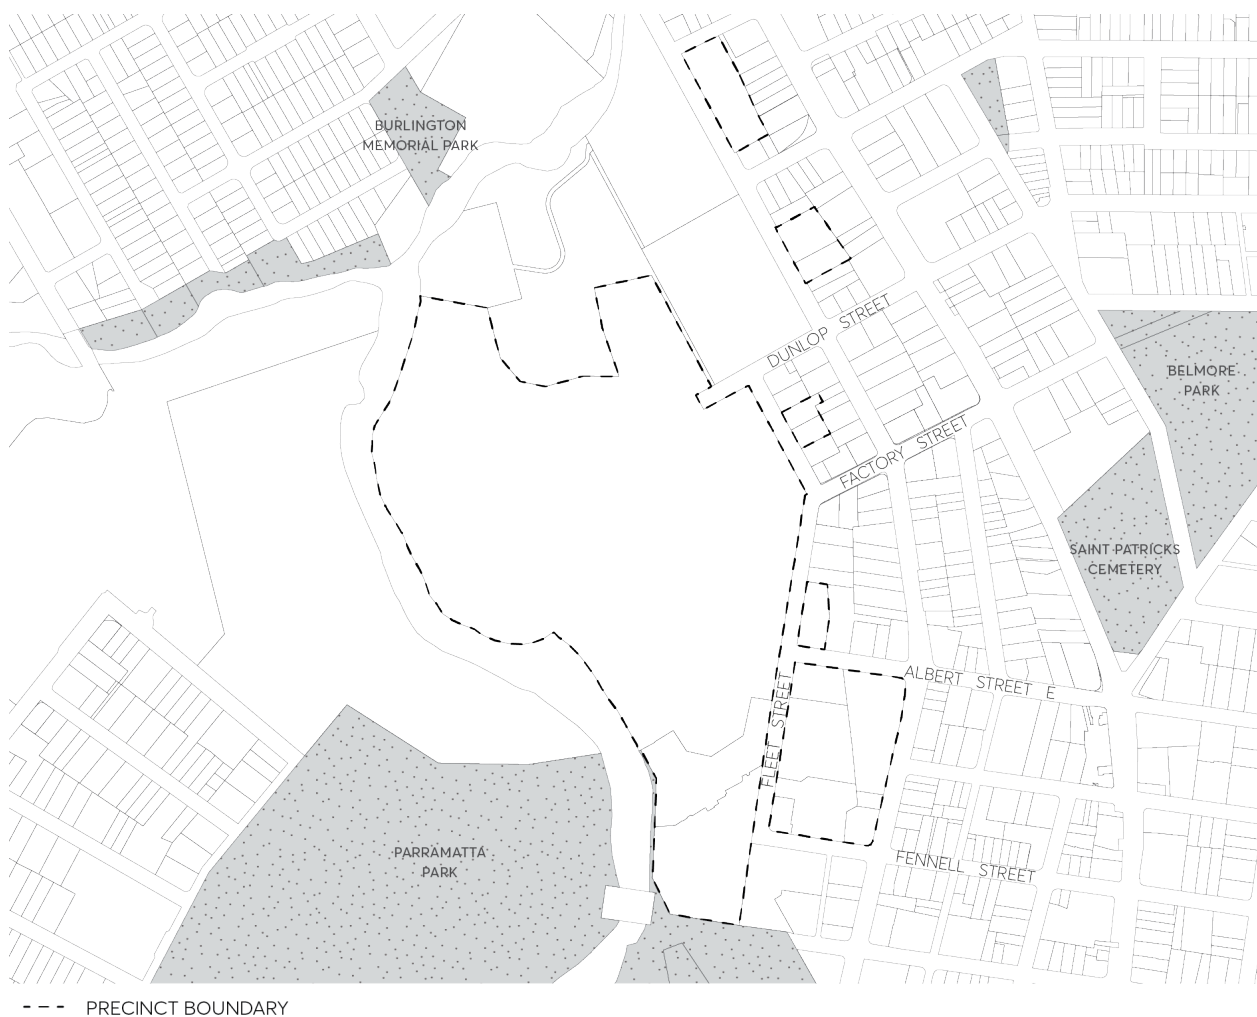 BURLINGTON
MEMORIAL PARK
DUNLOP STREET
BELMORE
PARK
FACTORY STREET
SAINT PATRICKS
CEMETERY
ALBERT STREET E
FLEET STREET
PARRAMATTA
PARK
FENNELL STREET
PRECINCT BOUNDARY